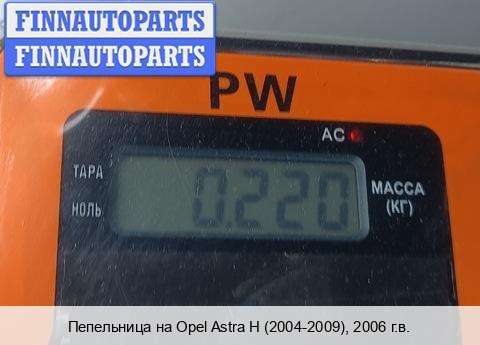 FINNAUTOPARTS
FINNAUTOPARTS
PW
AC
ТАРА
НОЛЬ
0.220
МАССА
(КГ)
Пепельница на Opel Astra H (2004-2009), 2006 г.в.